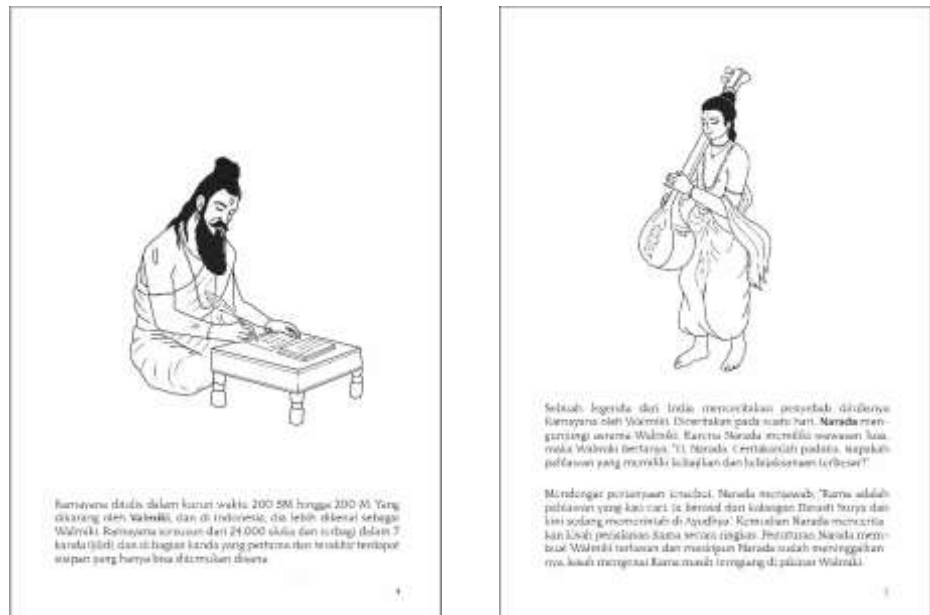 Ramayana ditulis dalam kurun waktu 200 SM hingga 200 M. Yang
dikarang oleh Valmiki, dan di Indonesia, dia lebih dikenal sebagai
Walmiki. Ramayana tersusun dari 24.000 sloka dan terbagi dalam 7
kanda (jilid), dan di bagian kanda yang pertama dan terakhir terdapat
sisipan yang hanya bisa ditemukan disana.
4
Sebuah legenda dari India menceritakan penyebab ditulisnya
Ramayana oleh Walmiki. Diceritakan pada suatu hari, Narada men-
gunjungi asrama Walmiki. Karena Narada memiliki wawasan luas,
maka Walmiki bertanya, "O, Narada. Ceritakanlah padaku, siapakah
pahlawan yang memiliki kebajikan dan kebijaksanaan terbesar?"
Mendengar pertanyaan tersebut, Narada menjawab, "Rama adalah
pahlawan yang kau cari. Ia berasal dari kalangan Dinasti Surya dan
kini sedang memerintah di Ayodhya". Kemudian Narada mencerita-
kan kisah perjalanan Rama secara ringkas. Penuturan Narada mem-
buat Walmiki terkesan dan meskipun Narada sudah meninggalkan-
nya, kisah mengenai Rama masih terngiang di pikiran Walmiki.